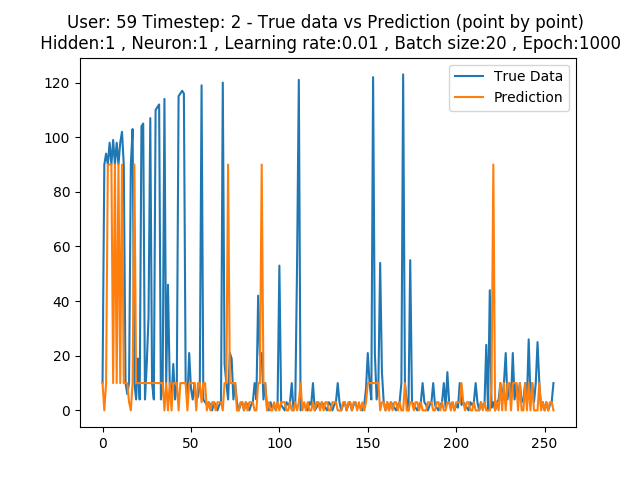 User: 59 Timestep: 2 - True data vs Prediction (point by point)
Hidden:1 , Neuron:1 , Learning rate:0.01 , Batch size:20 , Epoch:1000
True Data
Prediction
120
100
80
60
40
20
0
0 50 100 150 200 250